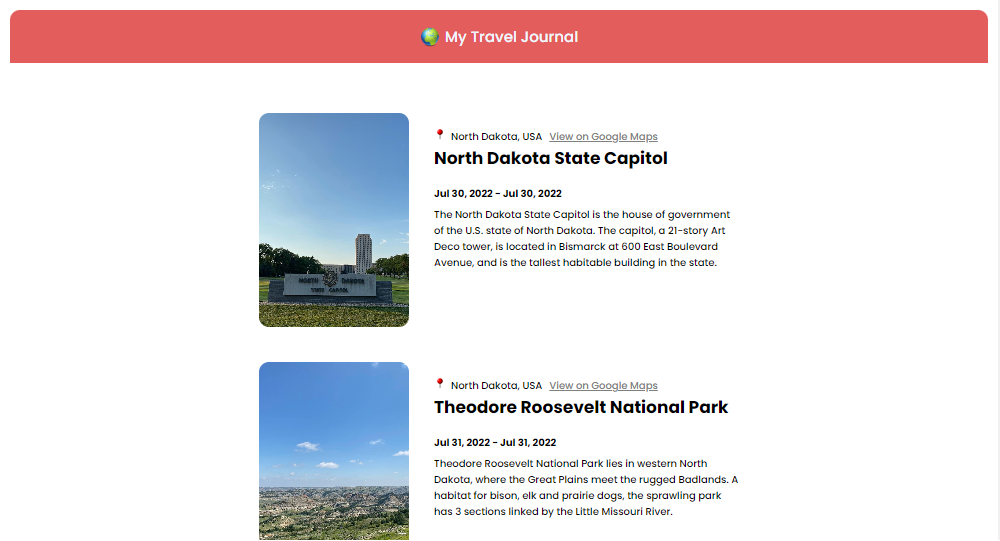 My Travel Journal
North Dakota, USA View on Google Maps
North Dakota State Capitol
Jul 30, 2022 - Jul 30, 2022
The North Dakota State Capitol is the house of government
of the U.S. state of North Dakota. The capitol, a 21-story Art
Deco tower, is located in Bismarck at 600 East Boulevard
Avenue, and is the tallest habitable building in the state.
NORTH DAKOTA
STATE CAPITOL
North Dakota, USA View on Google Maps
Theodore Roosevelt National Park
Jul 31, 2022 - Jul 31, 2022
Theodore Roosevelt National Park lies in western North
Dakota, where the Great Plains meet the rugged Badlands. A
habitat for bison, elk and prairie dogs, the sprawling park
has 3 sections linked by the Little Missouri River.